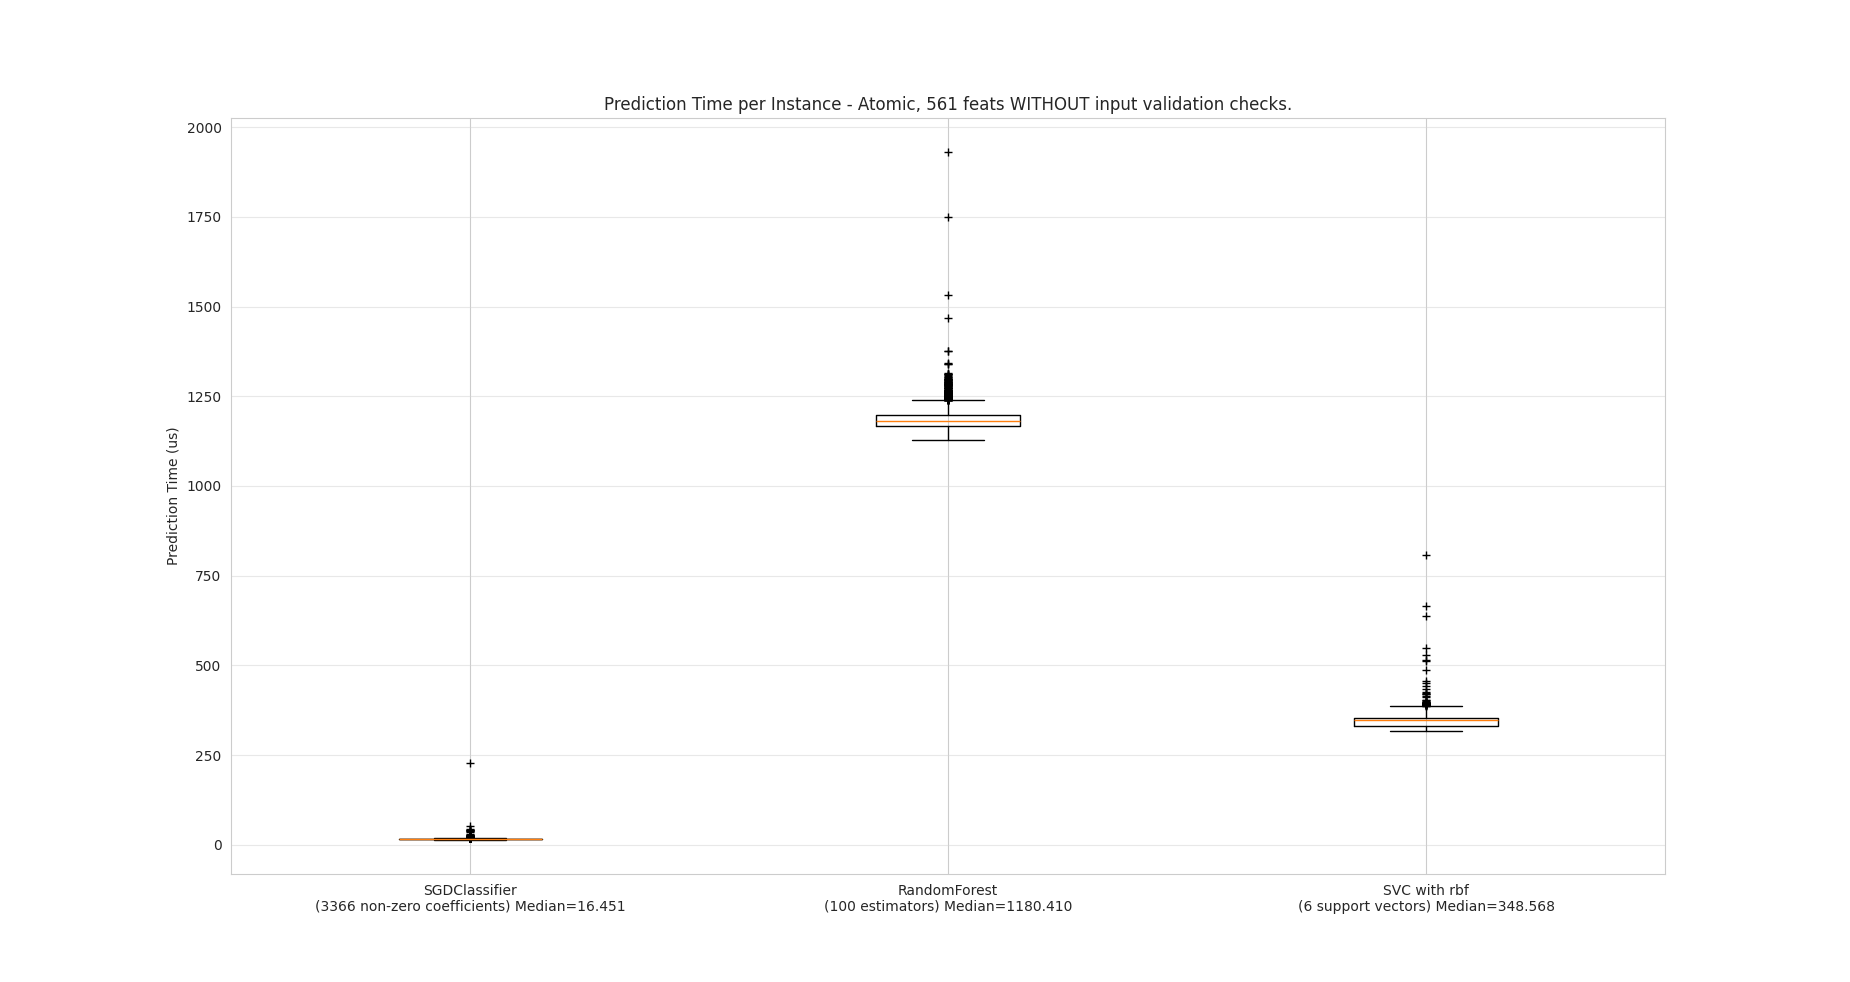 Prediction Time per Instance - Atomic, 561 feats WITHOUT input validation checks.
2000
1750
1500
1250
1000
750
500
250
0
Prediction Time (us)
SGDClassifier
(3366 non-zero coefficients) Median=16.451
RandomForest
(100 estimators) Median=1180.410
SVC with rbf
(6 support vectors) Median=348.568